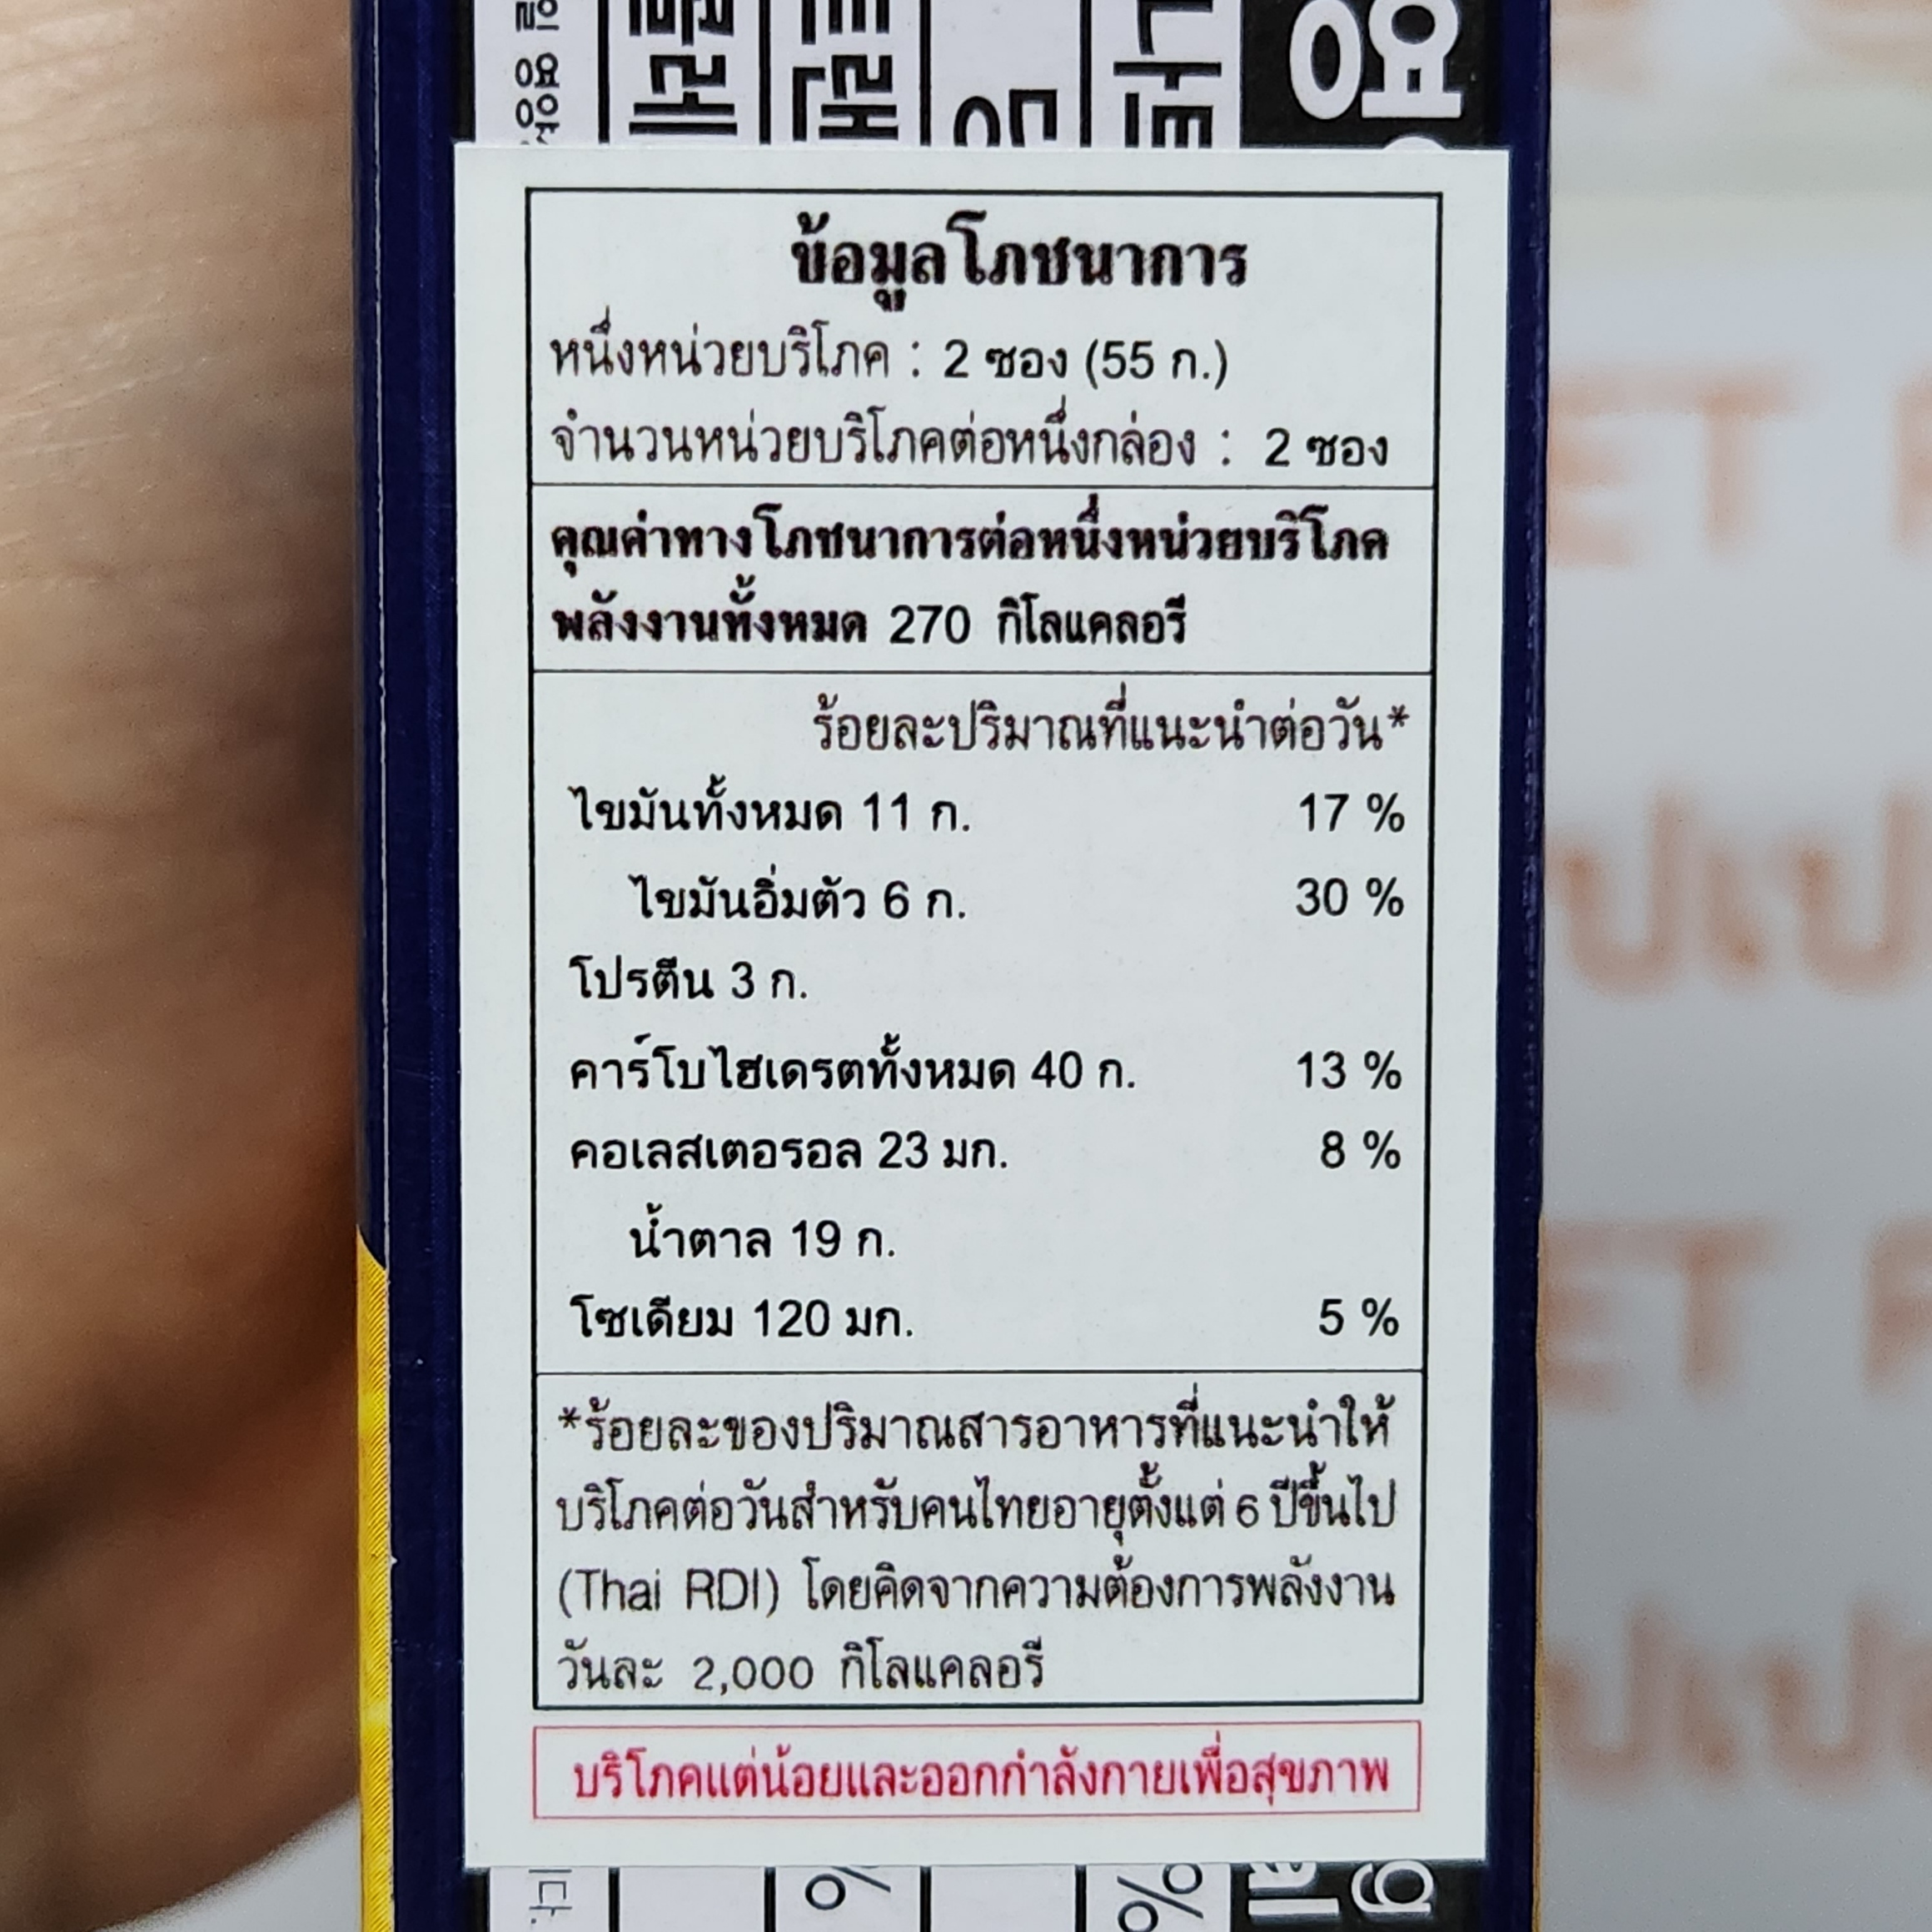 ข้อมูลโภชนาการ
หนึ่งหน่วยบริโภค : 2 ซอง (55 ก.)
จำนวนหน่วยบริโภคต่อหนึ่งกล่อง : 2 ซอง
คุณค่าทางโภชนาการต่อหนึ่งหน่วยบริโภค
พลังงานทั้งหมด 270 กิโลแคลอรี
ร้อยละปริมาณที่แนะนำต่อวัน*
ไขมันทั้งหมด 11 ก. 17 %
ไขมันอิ่มตัว 6 ก. 30 %
โปรตีน 3 ก.
คาร์โบไฮเดรตทั้งหมด 40 ก. 13 %
คอเลสเตอรอล 23 มก. 8 %
น้ำตาล 19 ก.
โซเดียม 120 มก. 5 %
*ร้อยละของปริมาณสารอาหารที่แนะนำให้
บริโภคต่อวันสำหรับคนไทยอายุตั้งแต่ 6 ปีขึ้นไป
(Thai RDI) โดยคิดจากความต้องการพลังงาน
วันละ 2,000 กิโลแคลอรี
บริโภคแต่น้อยและออกกำลังกายเพื่อสุขภาพ